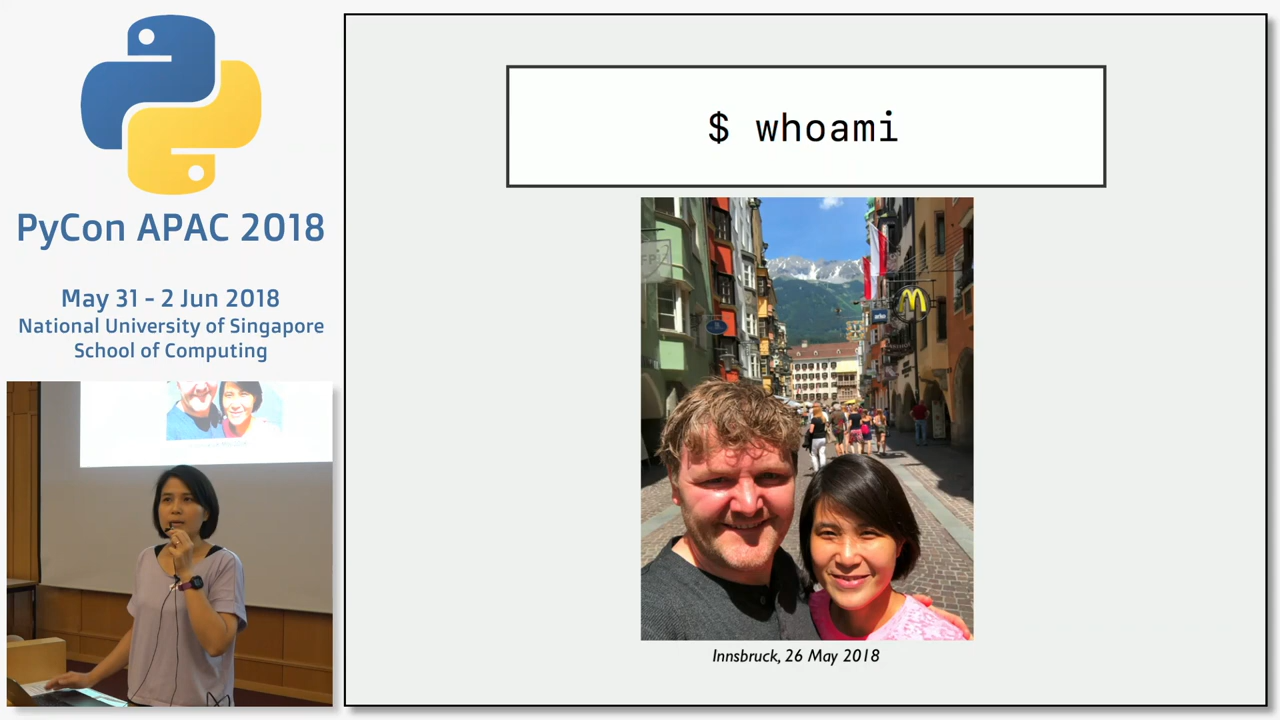 PyCon APAC 2018
May 31 - 2 Jun 2018
National University of Singapore
School of Computing
$ whoami
Innsbruck, 26 May 2018